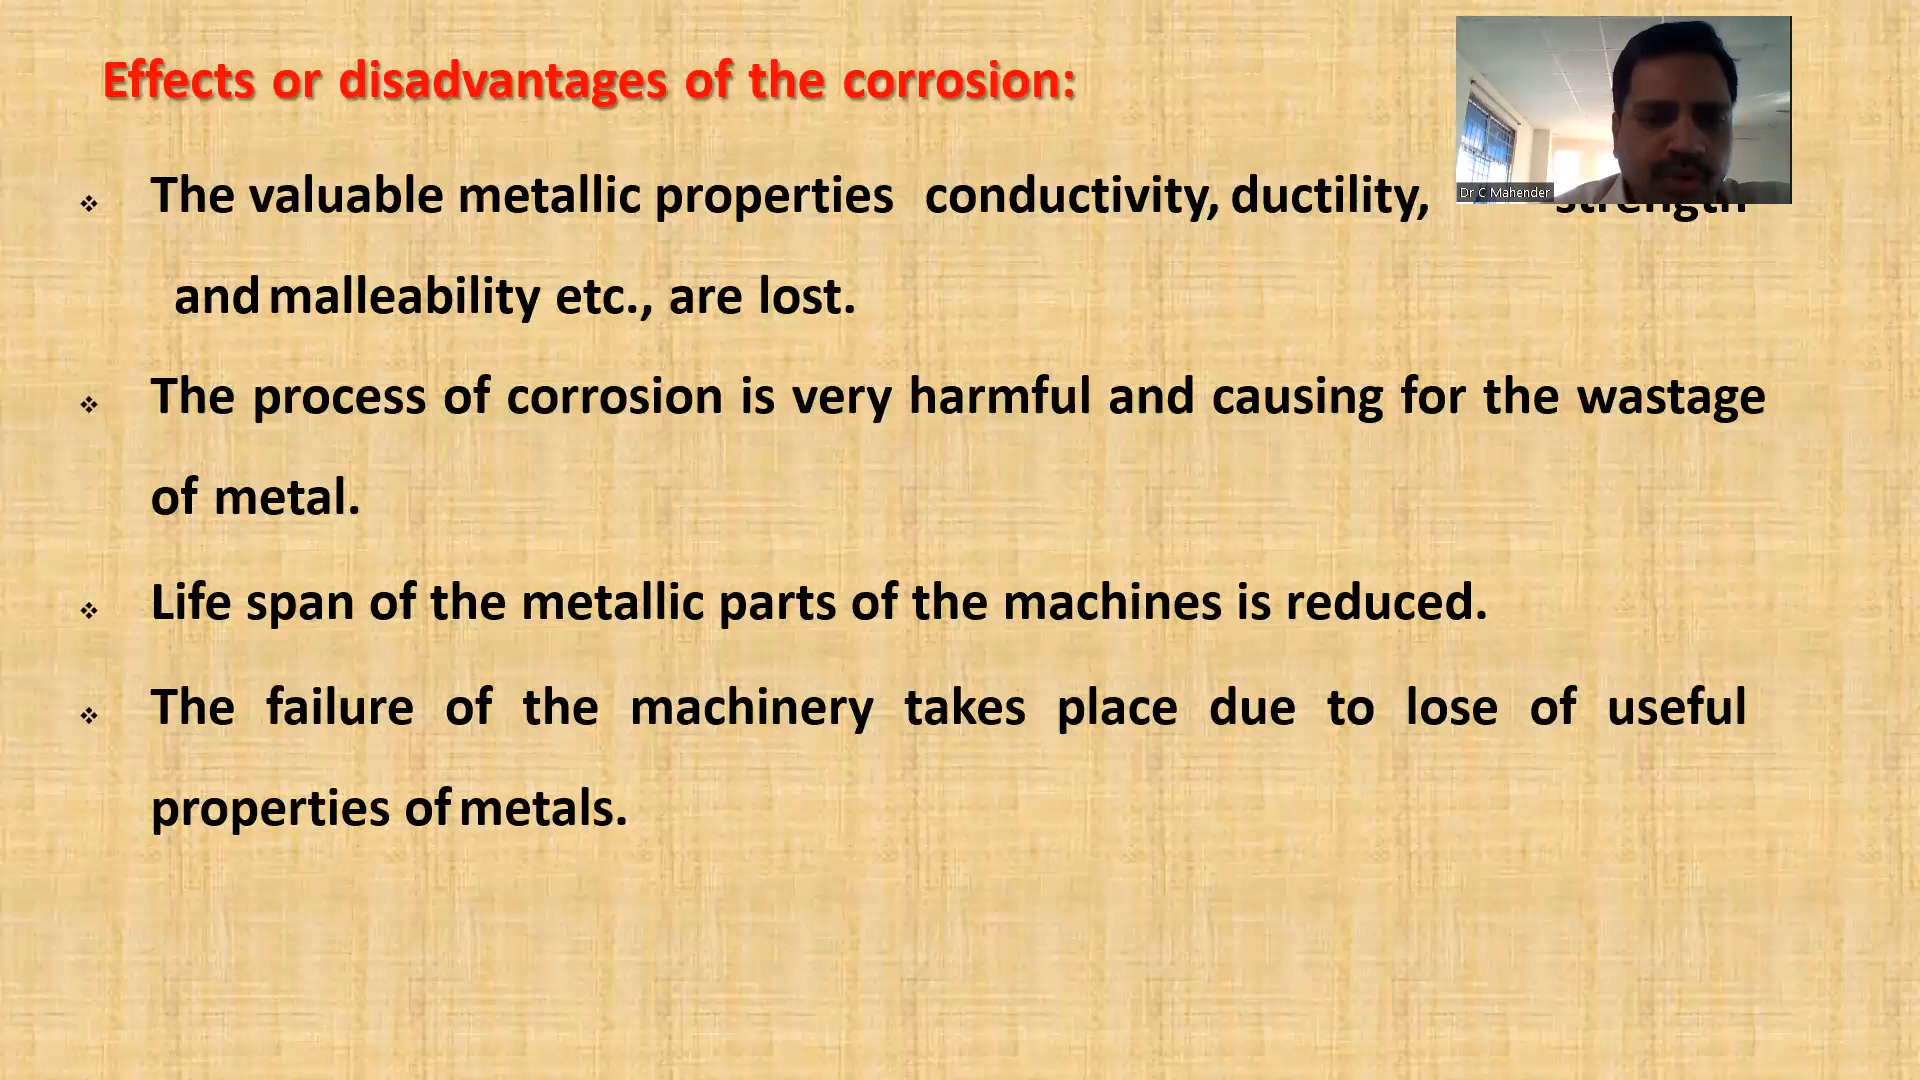 Effects or disadvantages of the corrosion:
Dr C Mahender
❖ The valuable metallic properties conductivity, ductility, strength
and malleability etc., are lost.
❖ The process of corrosion is very harmful and causing for the wastage
of metal.
❖ Life span of the metallic parts of the machines is reduced.
❖ The failure of the machinery takes place due to lose of useful
properties of metals.